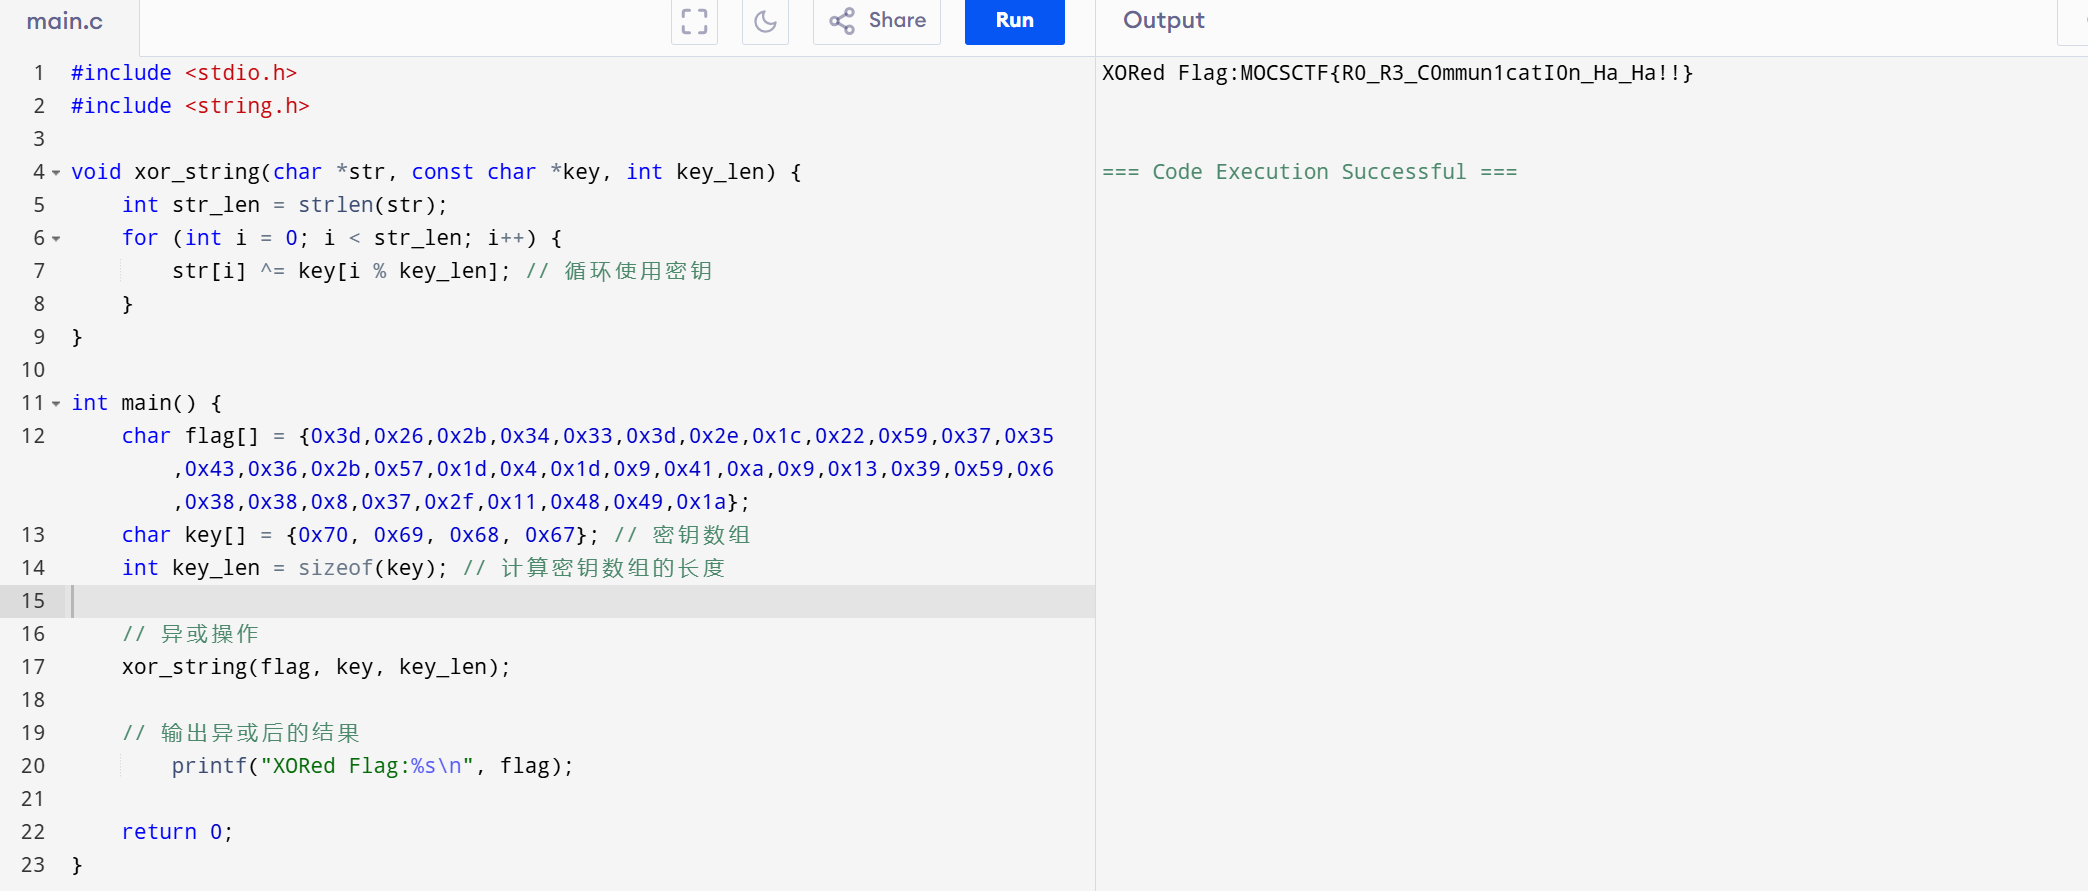 main.c
Share
Run
Output
1 #include <stdio.h>
2 #include <string.h>
3
4 void xor_string(char *str, const char *key, int key_len) {
5     int str_len = strlen(str);
6     for (int i = 0; i < str_len; i++) {
7         str[i] ^= key[i % key_len]; // 循环使用密钥
8     }
9 }
10
11 int main() {
12     char flag[] = {0x3d,0x26,0x2b,0x34,0x33,0x3d,0x2e,0x1c,0x22,0x59,0x37,0x35
        ,0x43,0x36,0x2b,0x57,0x1d,0x4,0x1d,0x9,0x41,0xa,0x9,0x13,0x39,0x59,0x6
        ,0x38,0x38,0x8,0x37,0x2f,0x11,0x48,0x49,0x1a};
13     char key[] = {0x70, 0x69, 0x68, 0x67}; // 密钥数组
14     int key_len = sizeof(key); // 计算密钥数组的长度
15
16     // 异或操作
17     xor_string(flag, key, key_len);
18
19     // 输出异或后的结果
20         printf("XORed Flag:%s\n", flag);
21
22     return 0;
23 }
XORed Flag:MOCSCTF{R0_R3_C0mmun1catI0n_Ha_Ha!!}
=== Code Execution Successful ===